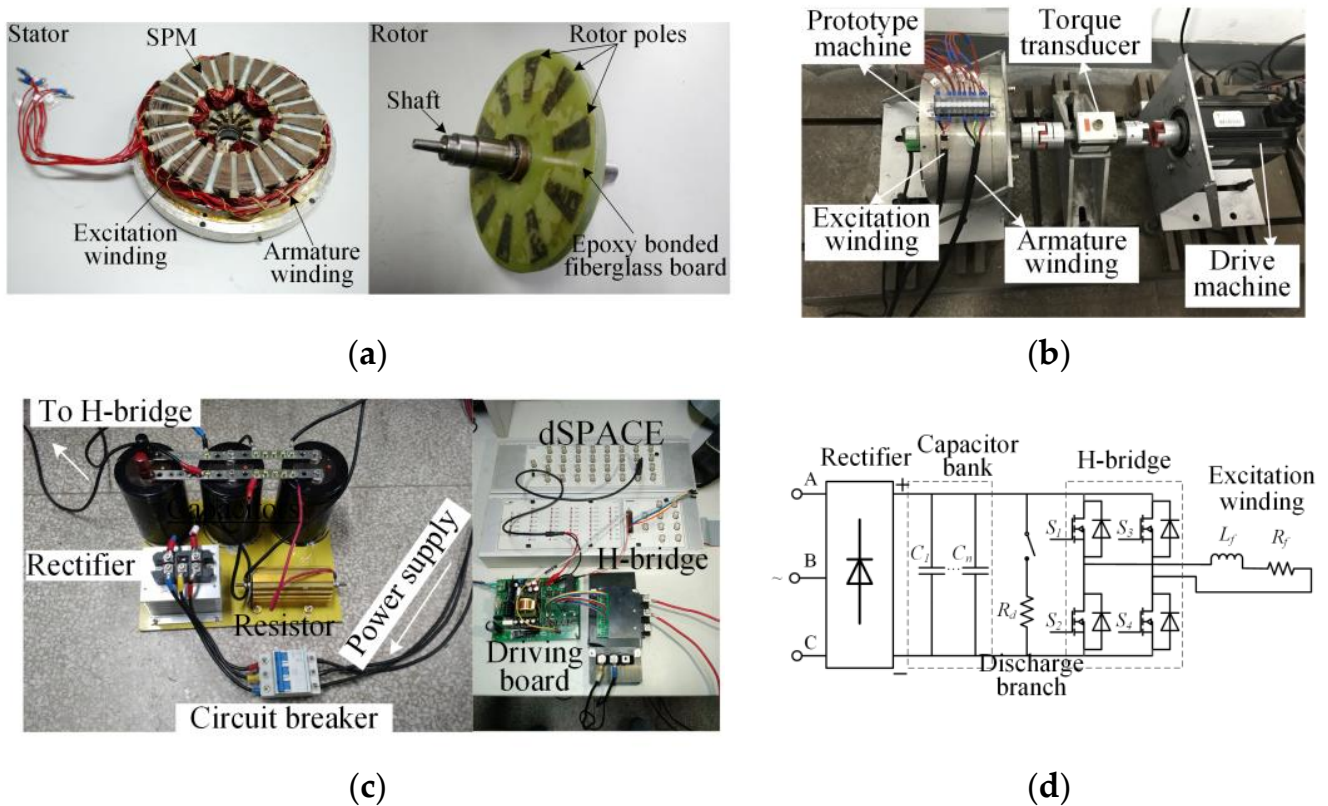 Stator
SPM
Excitation
winding
Armature
winding
Rotor
Rotor poles
Shaft
Epoxy bonded
fiberglass board
(a)
Prototype
machine
Torque
transducer
Excitation
winding
Armature
winding
Drive
machine
(b)
To H-bridge
Capacitors
Rectifier
Resistor
Power supply
Circuit breaker
dSPACE
H-bridge
Driving
board
(c)
Rectifier
Capacitor
bank
H-bridge
Excitation
winding
A
+
S1
S3
Lf
Rf
C1
...
Cn
B
~
Rd
S2
S4
C
−
Discharge
branch
(d)